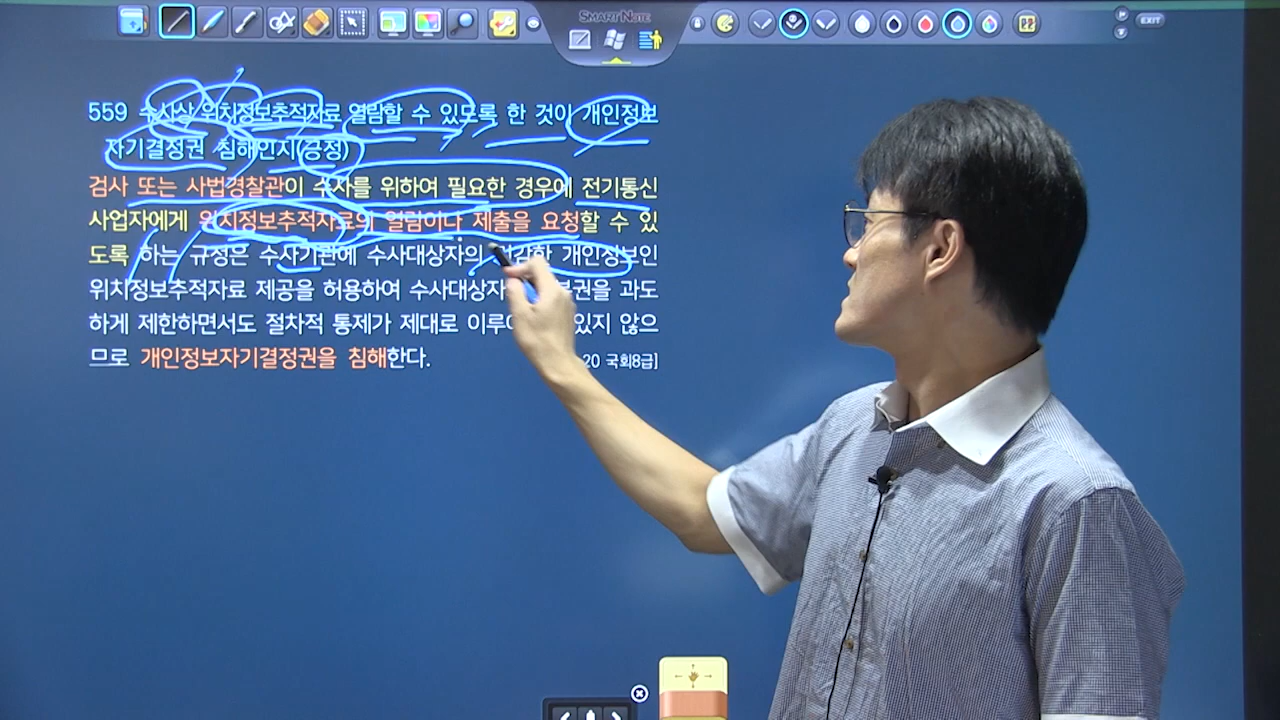 SMART NOTE
EXIT
559 수사상 위치정보추적자료 열람할 수 있도록 한 것이 개인정보
자기결정권 침해인지(긍정)
검사 또는 사법경찰관이 수사를 위하여 필요한 경우에 전기통신
사업자에게 위치정보추적자료의 열람이나 제출을 요청할 수 있
도록 하는 규정은 수사기관에 수사대상자의 개인정보인
위치정보추적자료 제공을 허용하여 수사대상자 권을 과도
하게 제한하면서도 절차적 통제가 제대로 있지 않으
므로 개인정보자기결정권을 침해한다. 20 국회8급]